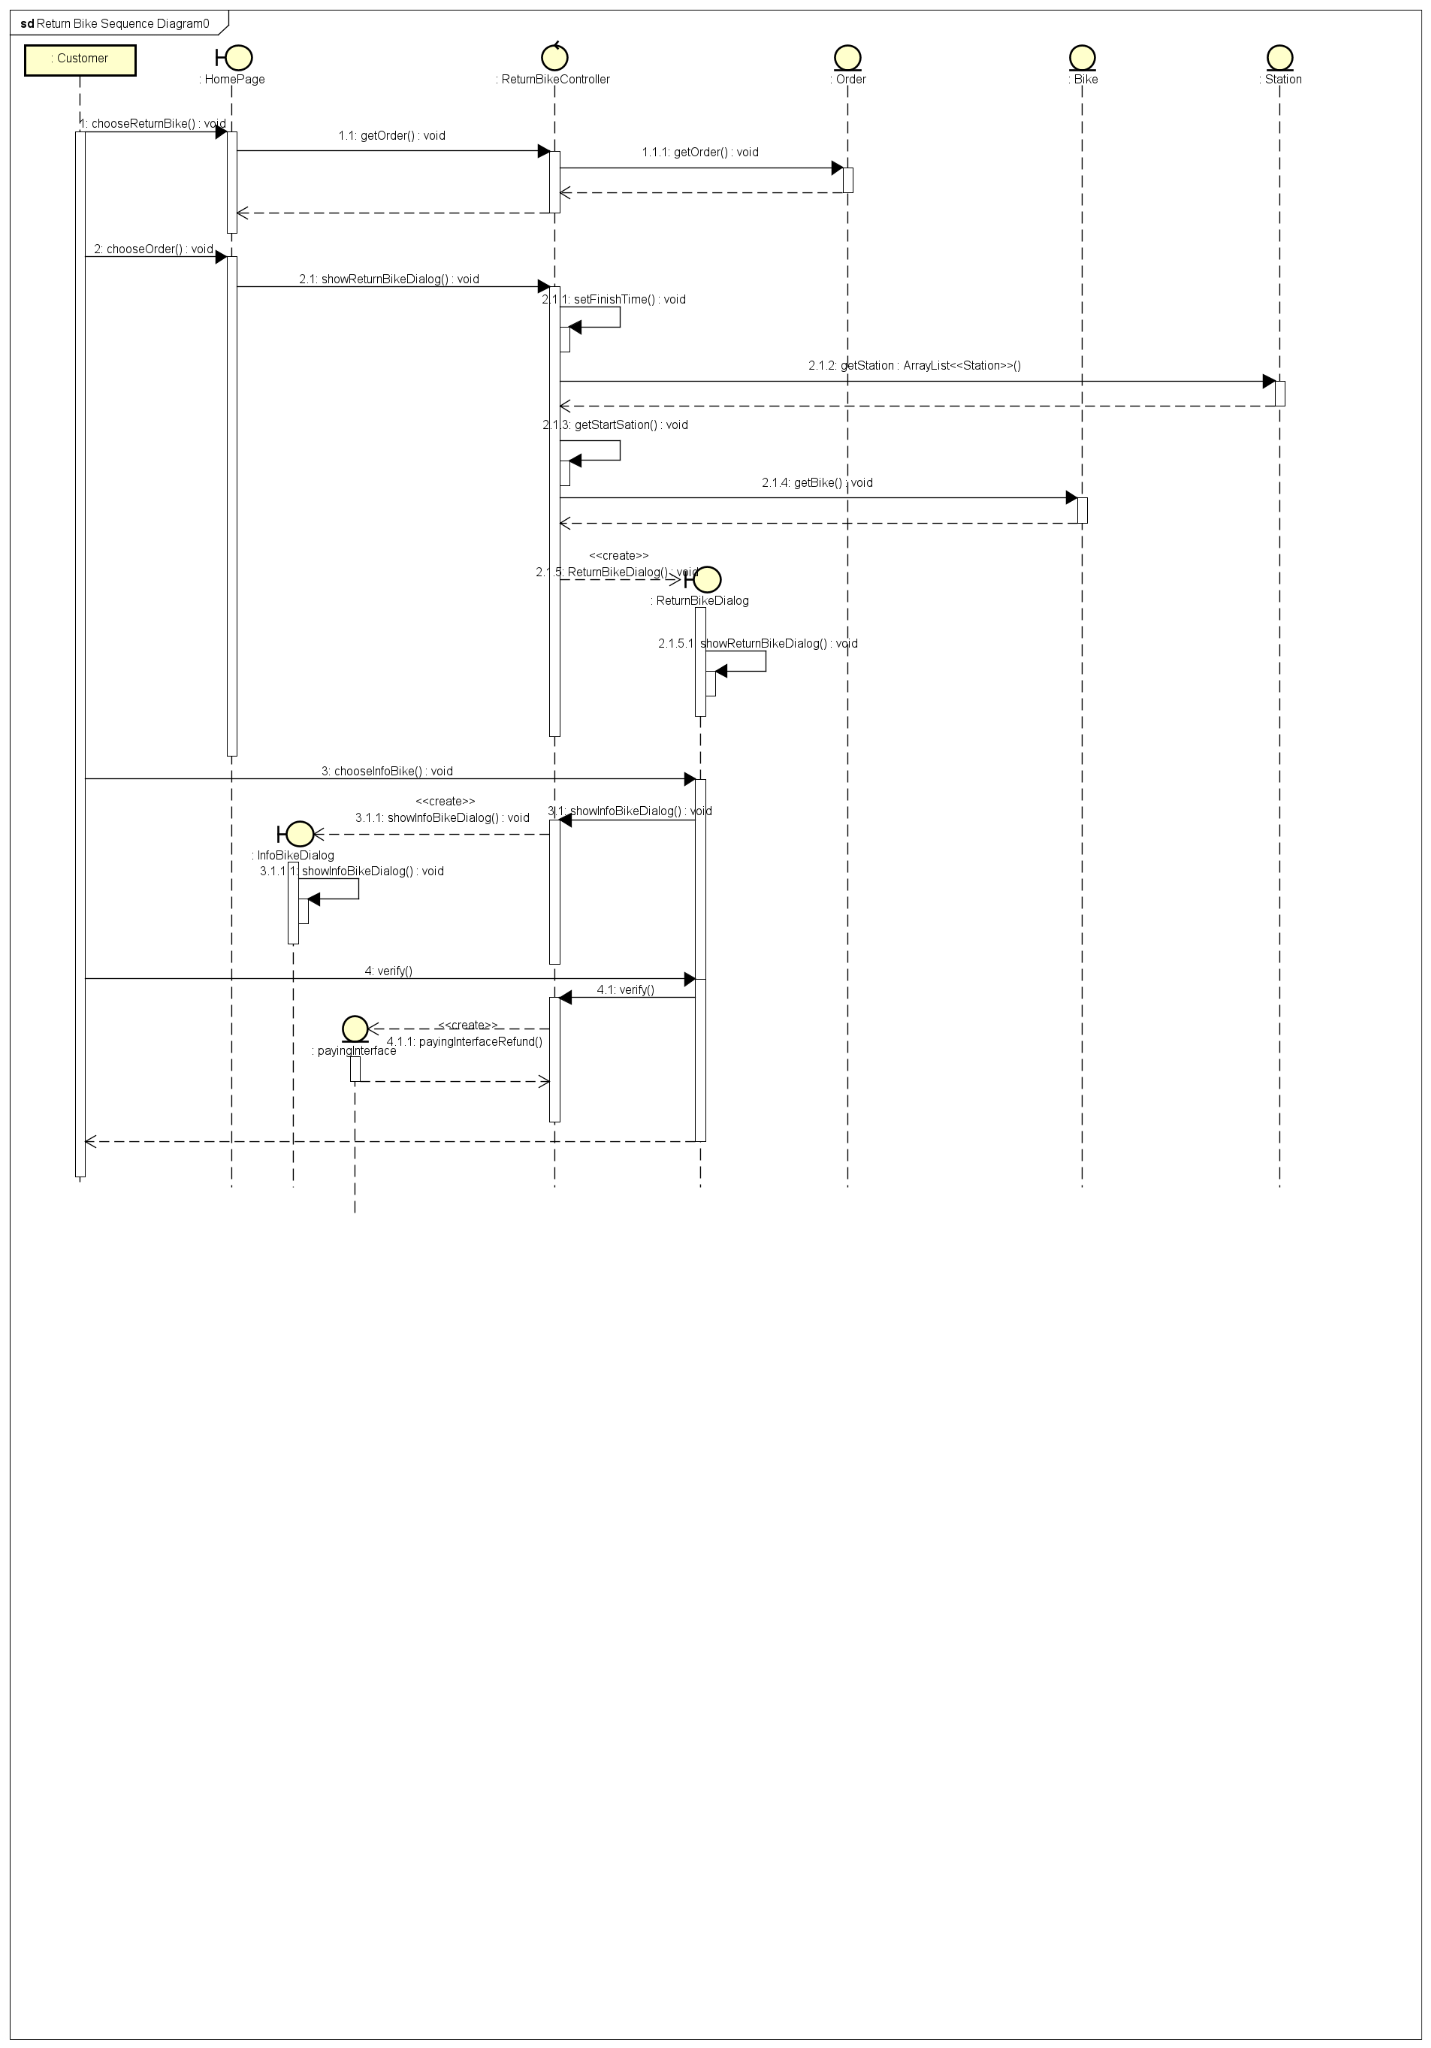 sd Return Bike Sequence Diagram0
: Customer
: HomePage
: ReturnBikeController
: Order
: Bike
: Station
1: chooseReturnBike() : void
1.1: getOrder() : void
1.1.1: getOrder() : void
2: chooseOrder() : void
2.1: showReturnBikeDialog() : void
2.1.1: setFinishTime() : void
2.1.2: getStation : ArrayList<<Station>>()
2.1.3: getStartSation() : void
2.1.4: getBike() : void
<<create>>
2.1.5: ReturnBikeDialog() : void
: ReturnBikeDialog
2.1.5.1: showReturnBikeDialog() : void
3: chooseInfoBike() : void
<<create>>
3.1: showInfoBikeDialog() : void
3.1.1: showInfoBikeDialog() : void
: InfoBikeDialog
3.1.1.1: showInfoBikeDialog() : void
4: verify()
4.1: verify()
<<create>>
4.1.1: payingInterfaceRefund()
: payingInterface